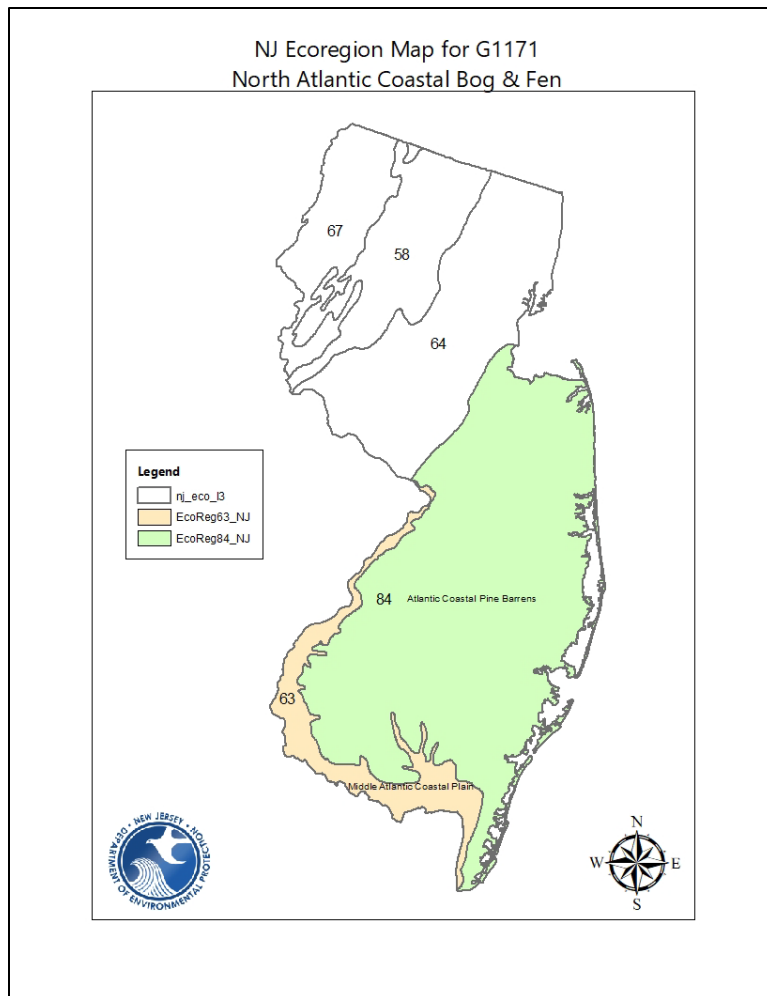 NJ Ecoregion Map for G1171
North Atlantic Coastal Bog & Fen
67
58
64
Legend
nj_eco_l3
EcoReg63_NJ
EcoReg84_NJ
84 Atlantic Coastal Pine Barrens
63
Middle Atlantic Coastal Plain
• NEW JERSEY •
DEPARTMENT OF ENVIRONMENTAL PROTECTION
N
W E
S